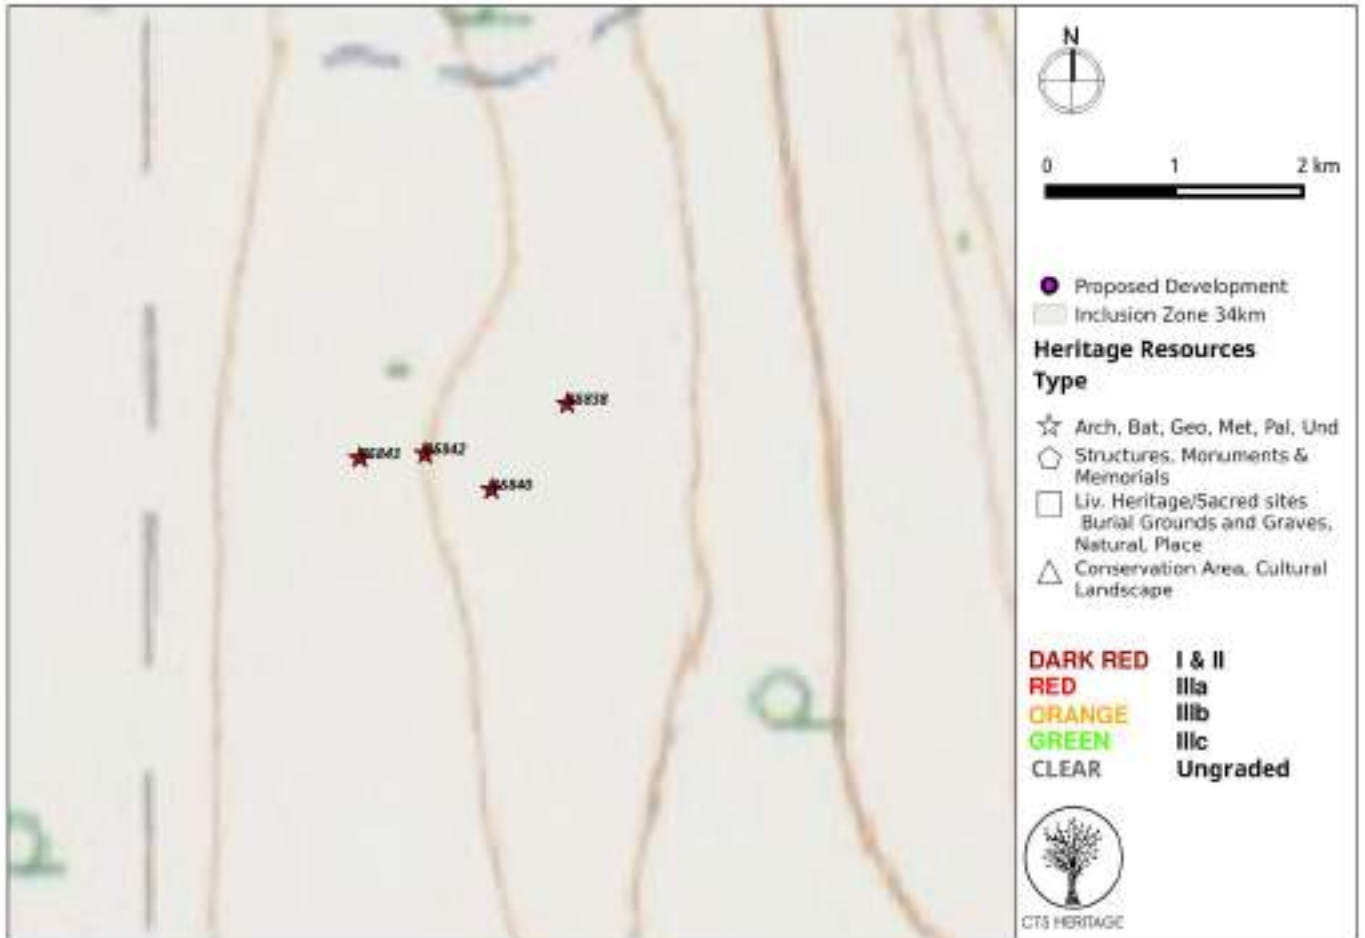 N
0 1 2 km
Proposed Development
Inclusion Zone 34km
Heritage Resources
Type
Arch, Bat, Geo, Met, Pal, Und
Structures, Monuments &
Memorials
Liv. Heritage/Sacred sites
Burial Grounds and Graves,
Natural, Place
Conservation Area, Cultural
Landscape
DARK RED I & II
RED IIIa
ORANGE IIIb
GREEN IIIc
CLEAR Ungraded
CTS HERITAGE